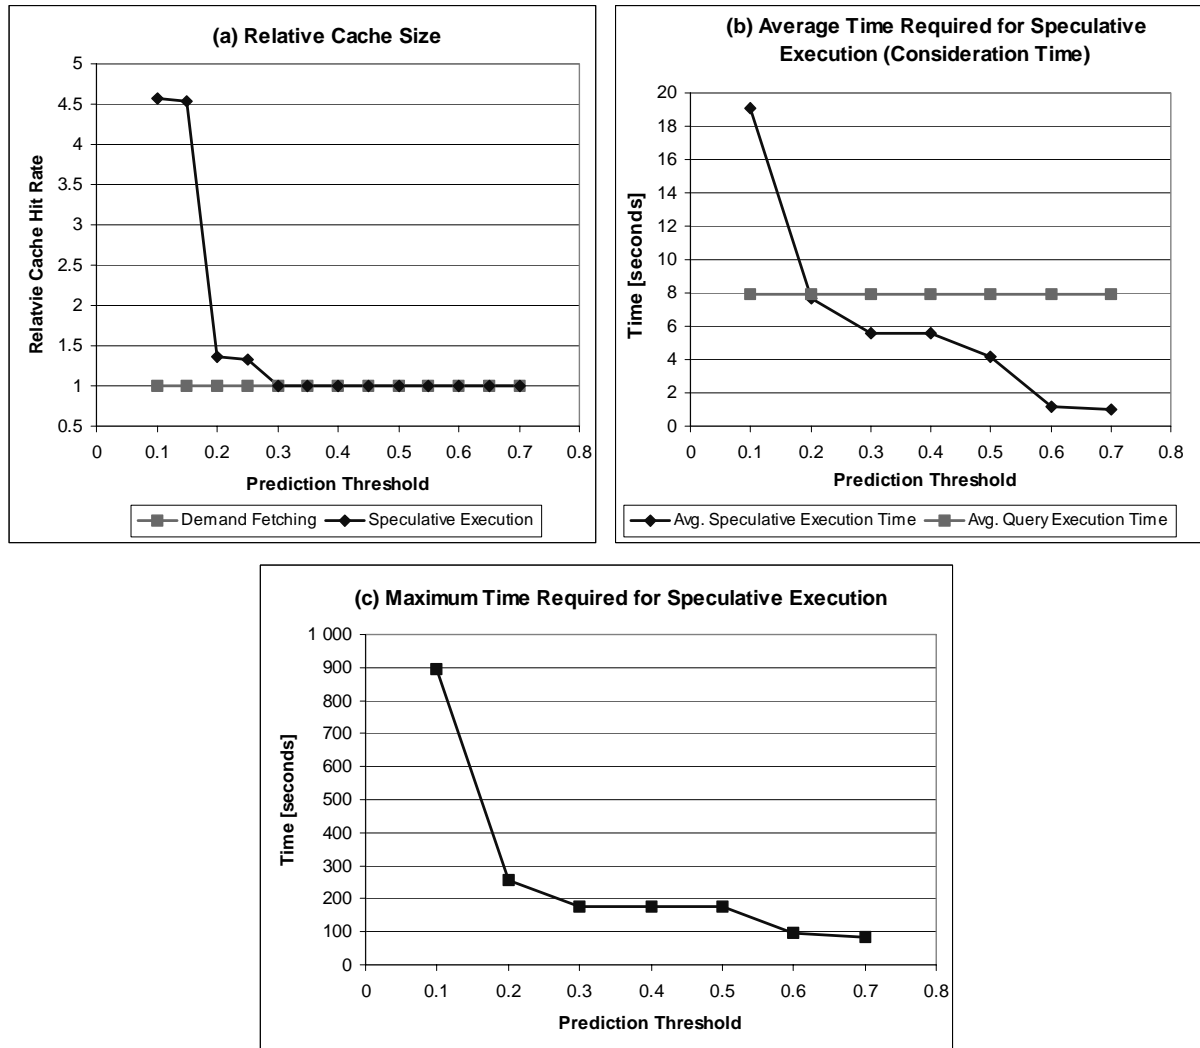 (a) Relative Cache Size
5
4.5
4
3.5
3
2.5
2
1.5
1
0.5
Relatvie Cache Hit Rate
0 0.1 0.2 0.3 0.4 0.5 0.6 0.7 0.8
Prediction Threshold
Demand Fetching Speculative Execution
(b) Average Time Required for Speculative
Execution (Consideration Time)
20
18
16
14
12
10
8
6
4
2
0
Time [seconds]
0 0.1 0.2 0.3 0.4 0.5 0.6 0.7 0.8
Prediction Threshold
Avg. Speculative Execution Time Avg. Query Execution Time
(c) Maximum Time Required for Speculative Execution
1 000
900
800
700
600
500
400
300
200
100
0
Time [seconds]
0 0.1 0.2 0.3 0.4 0.5 0.6 0.7 0.8
Prediction Threshold